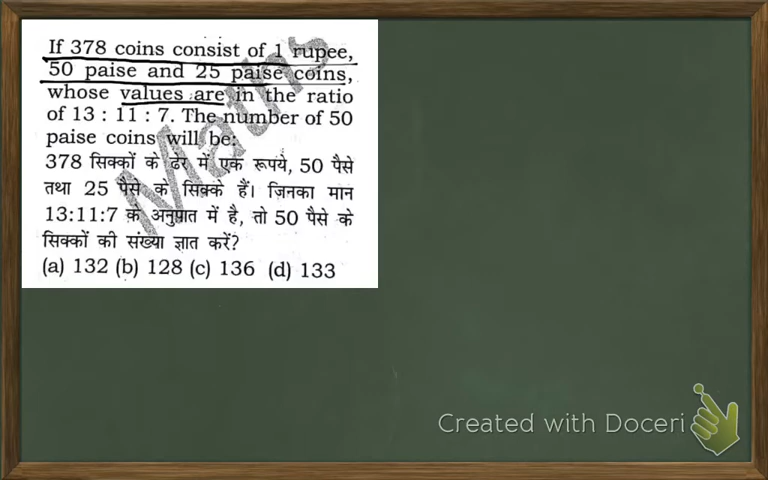 If 378 coins consist of 1 rupee,
50 paise and 25 paise coins,
whose values are in the ratio
of 13 : 11 : 7. The number of 50
paise coins will be:
378 सिक्कों के ढेर में एक रूपये, 50 पैसे
तथा 25 पैसे के सिक्के हैं। जिनका मान
13:11:7 के अनुपात में है, तो 50 पैसे के
सिक्कों की संख्या ज्ञात करें?
(a) 132 (b) 128 (c) 136 (d) 133
Maths
Created with Doceri